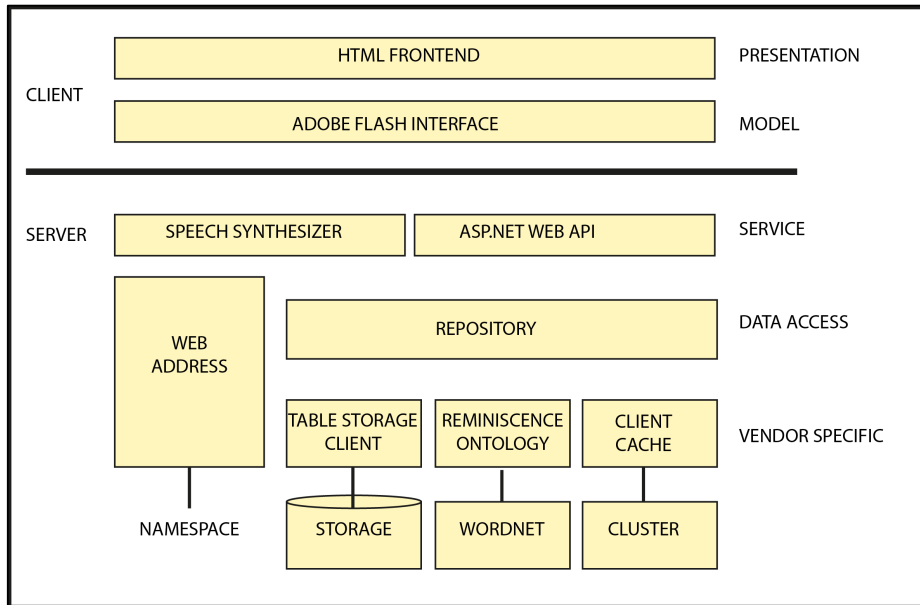 HTML FRONTEND
PRESENTATION
CLIENT
ADOBE FLASH INTERFACE
MODEL
SERVER
SPEECH SYNTHESIZER
ASP.NET WEB API
SERVICE
WEB
ADDRESS
REPOSITORY
DATA ACCESS
TABLE STORAGE
CLIENT
REMINISCENCE
ONTOLOGY
CLIENT
CACHE
VENDOR SPECIFIC
NAMESPACE
STORAGE
WORDNET
CLUSTER